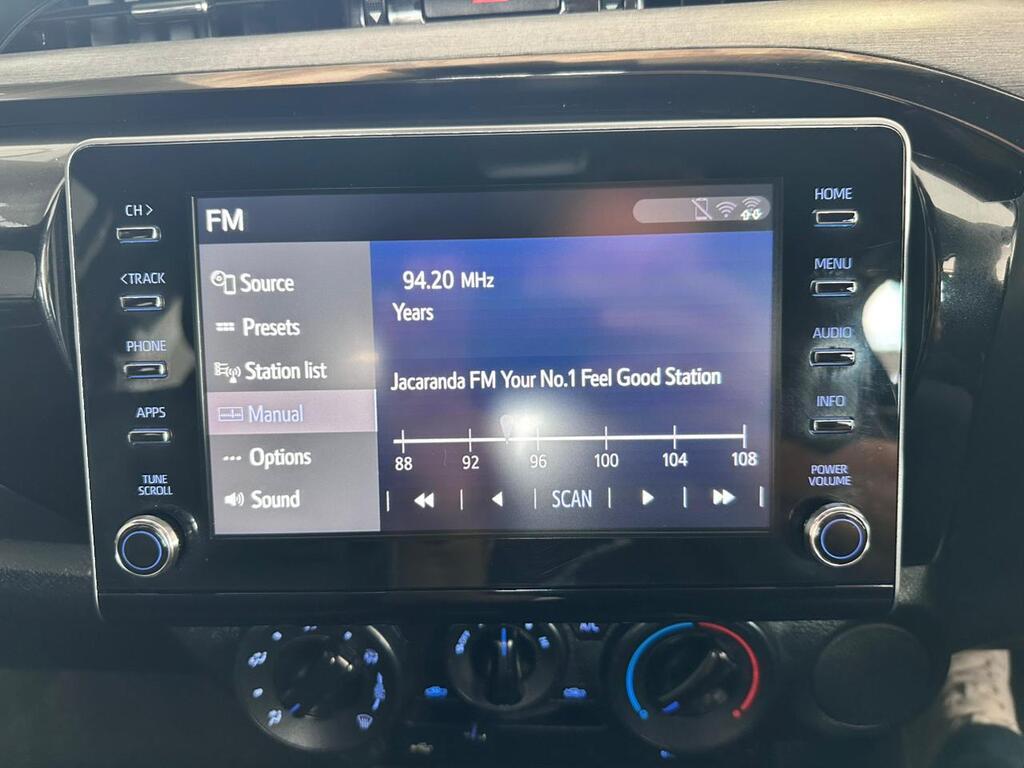 CH >
< TRACK
PHONE
APPS
TUNE
SCROLL
FM
Source
Presets
Station list
Manual
Options
Sound
94.20 MHz
Years
Jacaranda FM Your No.1 Feel Good Station
88 92 96 100 104 108
SCAN
HOME
MENU
AUDIO
INFO
POWER
VOLUME
A/C